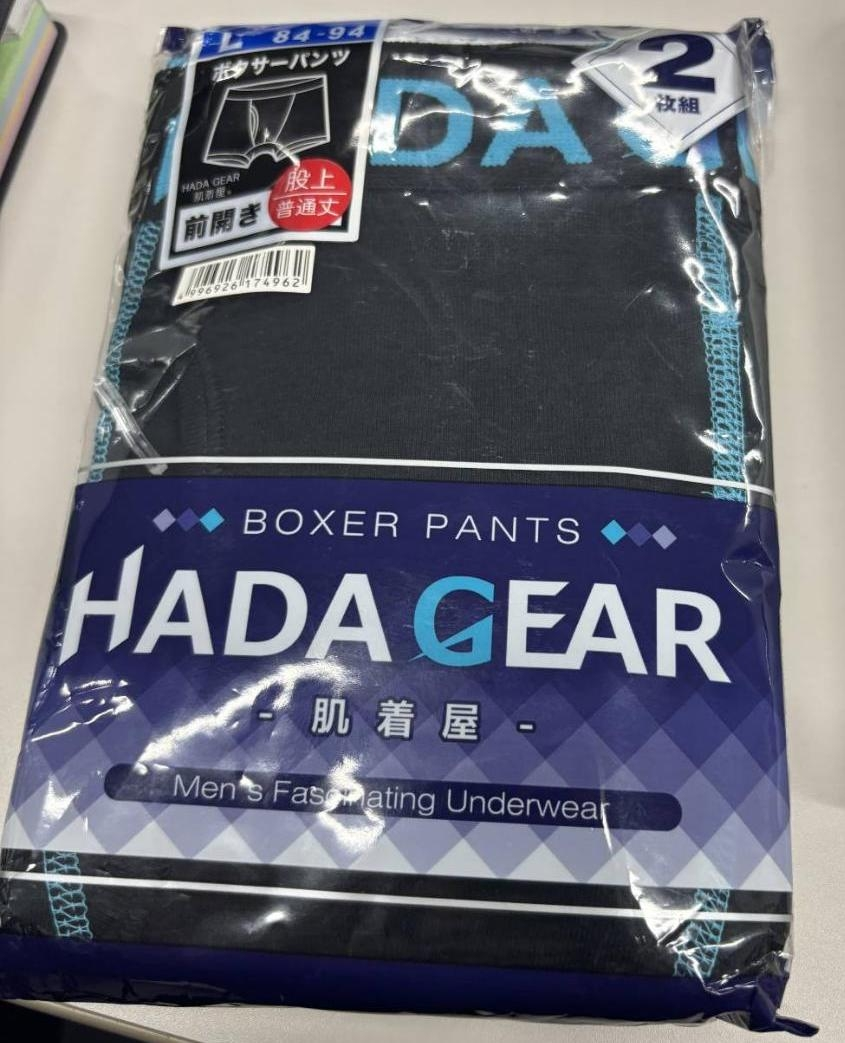 L 84-94
ボクサーパンツ
HADA GEAR
肌着屋®
前開き
股上
普通丈
4996926174962
2
枚組
DA
BOXER PANTS
HADA GEAR
- 肌着屋 -
Men's Fascinating Underwear